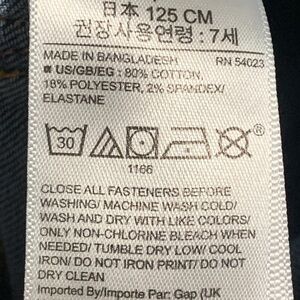 日本 125 CM
권장사용연령 : 7세
MADE IN BANGLADESH RN 54023
■ US/GB/EG : 80% COTTON,
18% POLYESTER, 2% SPANDEX/
ELASTANE
30
1166
CLOSE ALL FASTENERS BEFORE
WASHING/ MACHINE WASH COLD/
WASH AND DRY WITH LIKE COLORS/
ONLY NON-CHLORINE BLEACH WHEN
NEEDED/ TUMBLE DRY LOW/ COOL
IRON/ DO NOT IRON PRINT/ DO NOT
DRY CLEAN
Imported By/Importe Par: Gap (UK